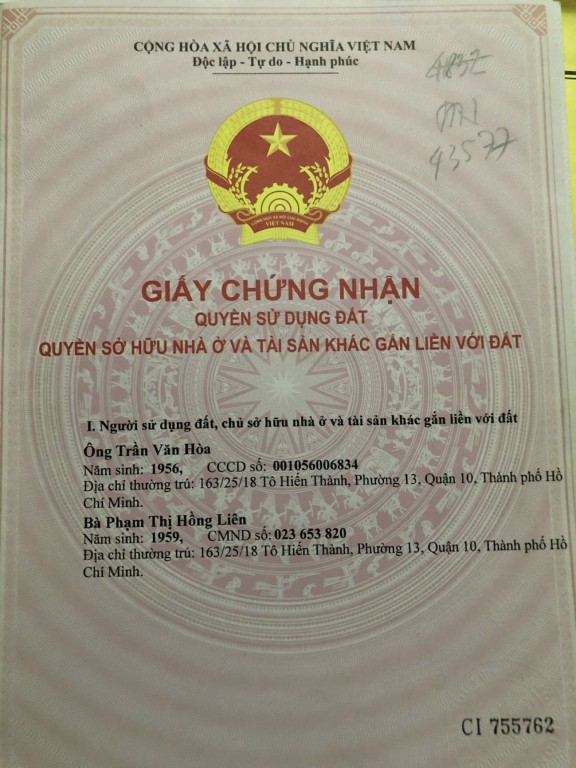 CỘNG HÒA XÃ HỘI CHỦ NGHĨA VIỆT NAM
Độc lập - Tự do - Hạnh phúc
43577
VIỆT NAM
GIẤY CHỨNG NHẬN
QUYỀN SỬ DỤNG ĐẤT
QUYỀN SỞ HỮU NHÀ Ở VÀ TÀI SẢN KHÁC GẮN LIỀN VỚI ĐẤT
I. Người sử dụng đất, chủ sở hữu nhà ở và tài sản khác gắn liền với đất
Ông Trần Văn Hòa
Năm sinh: 1956, CCCD số: 001056006834
Địa chỉ thường trú: 163/25/18 Tô Hiến Thành, Phường 13, Quận 10, Thành phố Hồ
Chí Minh.
Bà Phạm Thị Hồng Liên
Năm sinh: 1959, CMND số: 023 653 820
Địa chỉ thường trú: 163/25/18 Tô Hiến Thành, Phường 13, Quận 10, Thành phố Hồ
Chí Minh.
CI 755762